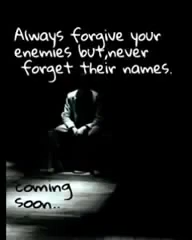 Always forgive your
enemies but,never
forget their names.
coming
soon..